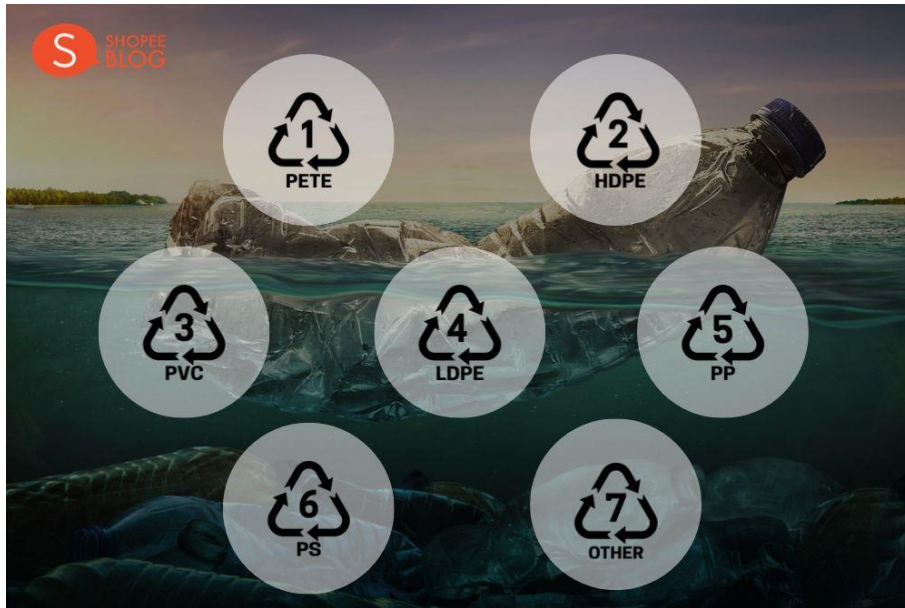 S SHOPEE
BLOG
1
PETE
2
HDPE
3
PVC
4
LDPE
5
PP
6
PS
7
OTHER